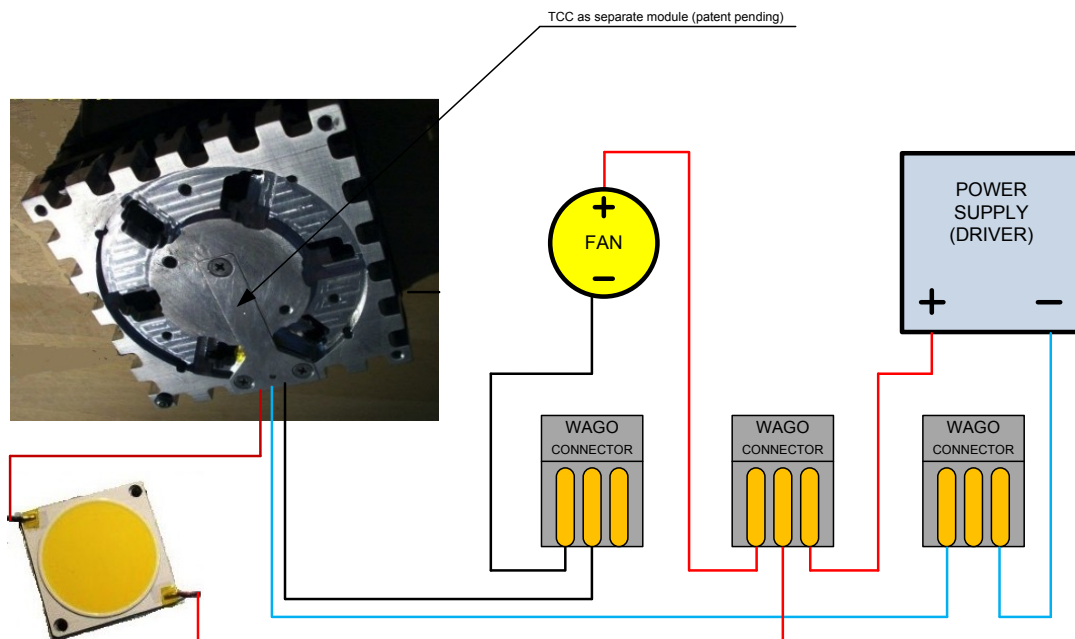 TCC as separate module (patent pending)
+
FAN
−
POWER
SUPPLY
(DRIVER)
+ −
WAGO
CONNECTOR
WAGO
CONNECTOR
WAGO
CONNECTOR